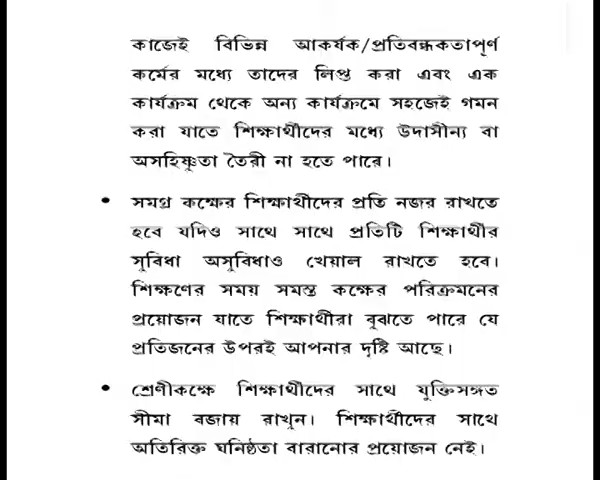 কাজেই বিভিন্ন আকর্যক/প্রতিবন্ধকতাপূর্ণ
কর্মের মধ্যে তাদের লিপ্ত করা এবং এক
কার্যক্রম থেকে অন্য কার্যক্রমে সহজেই গমন
করা যাতে শিক্ষার্থীদের মধ্যে উদাসীন্য বা
অসহিষ্ণুতা তৈরী না হতে পারে।
• সমগ্র কক্ষের শিক্ষার্থীদের প্রতি নজর রাখতে
হবে যদিও সাথে সাথে প্রতিটি শিক্ষার্থীর
সুবিধা অসুবিধাও খেয়াল রাখতে হবে।
শিক্ষণের সময় সমস্ত কক্ষের পরিক্রমনের
প্রয়োজন যাতে শিক্ষার্থীরা বুঝতে পারে যে
প্রতিজনের উপরই আপনার দৃষ্টি আছে।
• শ্রেণীকক্ষে শিক্ষার্থীদের সাথে যুক্তিসঙ্গত
সীমা বজায় রাখুন। শিক্ষার্থীদের সাথে
অতিরিক্ত ঘনিষ্ঠতা বারানোর প্রয়োজন নেই।